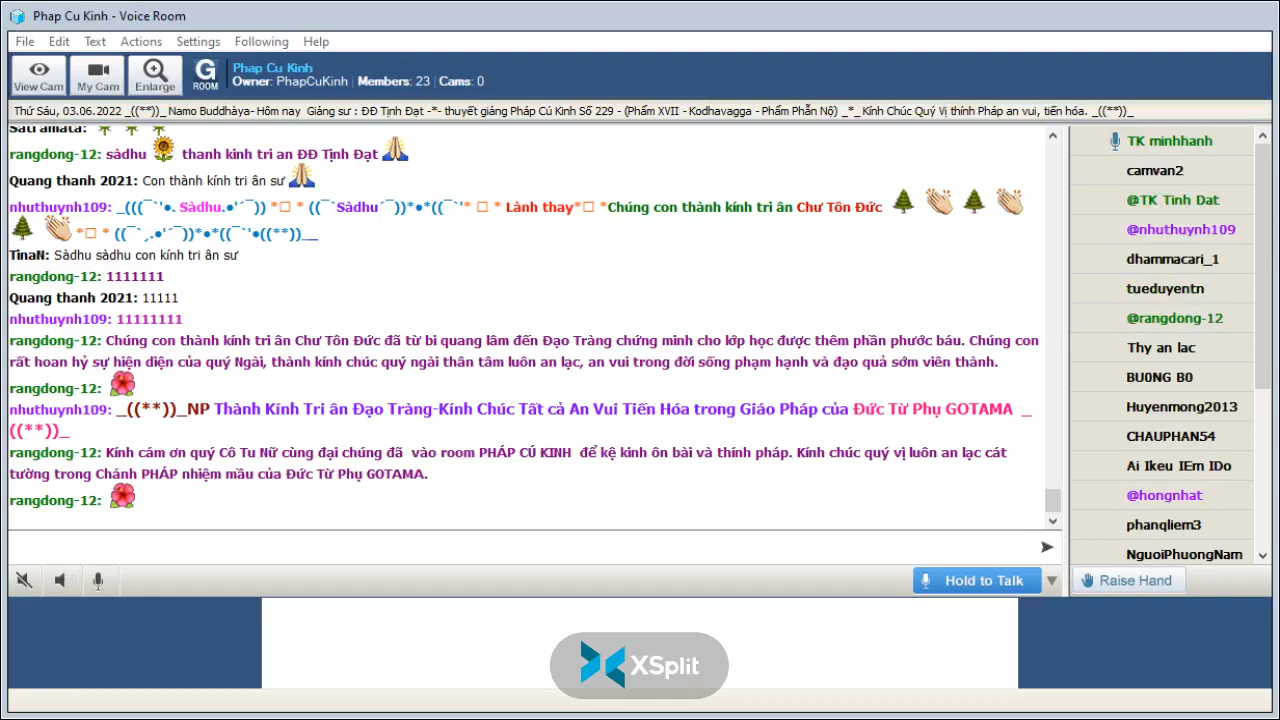 Phap Cu Kinh - Voice Room
File Edit Text Actions Settings Following Help
View Cam My Cam Enlarge G ROOM
Phap Cu Kinh
Owner: PhapCuKinh | Members: 23 | Cams: 0
Thứ Sáu, 03.06.2022 _((**))_ Namo Buddhàya- Hôm nay Giảng sư : ĐĐ Tịnh Đạt -*- thuyết giảng Pháp Cú Kinh Số 229 - (Phẩm XVII - Kodhavagga - Phẩm Phẫn Nộ) _*_ Kính Chúc Quý Vị thính Pháp an vui, tiến hóa. _((**))_
Sati amata:
rangdong-12: sàdhu thanh kinh tri an ĐĐ Tịnh Đạt
Quang thanh 2021: Con thành kính tri ân sư
nhuthuynh109: _(((¯`'•. Sàdhu.•'´¯)) *□ * ((¯`Sàdhu´¯))*•*((¯`'* □ * Lành thay*□ *Chúng con thành kính tri ân Chư Tôn Đức
*□ * ((¯`¸.•'´¯))*•*((¯`'•((**))__
TinaN: Sàdhu sàdhu con kính tri ân sư
rangdong-12: 1111111
Quang thanh 2021: 11111
nhuthuynh109: 11111111
rangdong-12: Chúng con thành kính tri ân Chư Tôn Đức đã từ bi quang lâm đến Đạo Tràng chứng minh cho lớp học được thêm phần phước báu. Chúng con
rất hoan hỷ sự hiện diện của quý Ngài, thành kính chúc quý ngài thân tâm luôn an lạc, an vui trong đời sống phạm hạnh và đạo quả sớm viên thành.
rangdong-12:
nhuthuynh109: _((**))_NP Thành Kính Tri ân Đạo Tràng-Kính Chúc Tất cả An Vui Tiến Hóa trong Giáo Pháp của Đức Từ Phụ GOTAMA _
((**))_
rangdong-12: Kính cám ơn quý Cô Tu Nữ cùng đại chúng đã vào room PHÁP CÚ KINH để kệ kinh ôn bài và thính pháp. Kính chúc quý vị luôn an lạc cát
tường trong Chánh PHÁP nhiệm mầu của Đức Từ Phụ GOTAMA.
rangdong-12:
TK minhhanh
camvan2
@TK Tinh Dat
@nhuthuynh109
dhammacari_1
tueduyentn
@rangdong-12
Thy an lac
BU0NG B0
Huyenmong2013
CHAUPHAN54
Ai Ikeu IEm IDo
@hongnhat
phanqliem3
NguoiPhuongNam
Hold to Talk
Raise Hand
XSplit